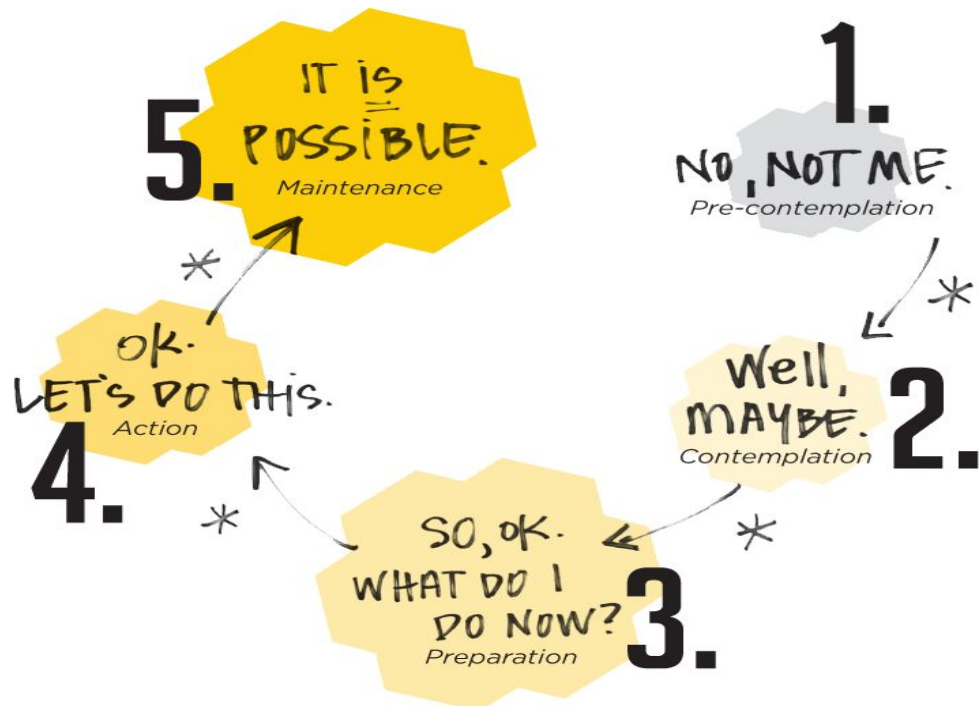 1.
NO, NOT ME.
Pre-contemplation
*
Well,
MAYBE.
Contemplation
2.
*
SO, OK.
WHAT DO I
DO NOW?
Preparation
3.
*
OK.
LET'S DO THIS.
Action
4.
*
5.
IT is
POSSIBLE.
Maintenance